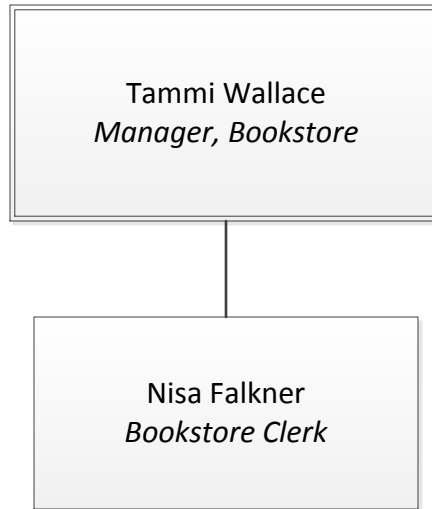 Tammi Wallace
Manager, Bookstore
Nisa Falkner
Bookstore Clerk